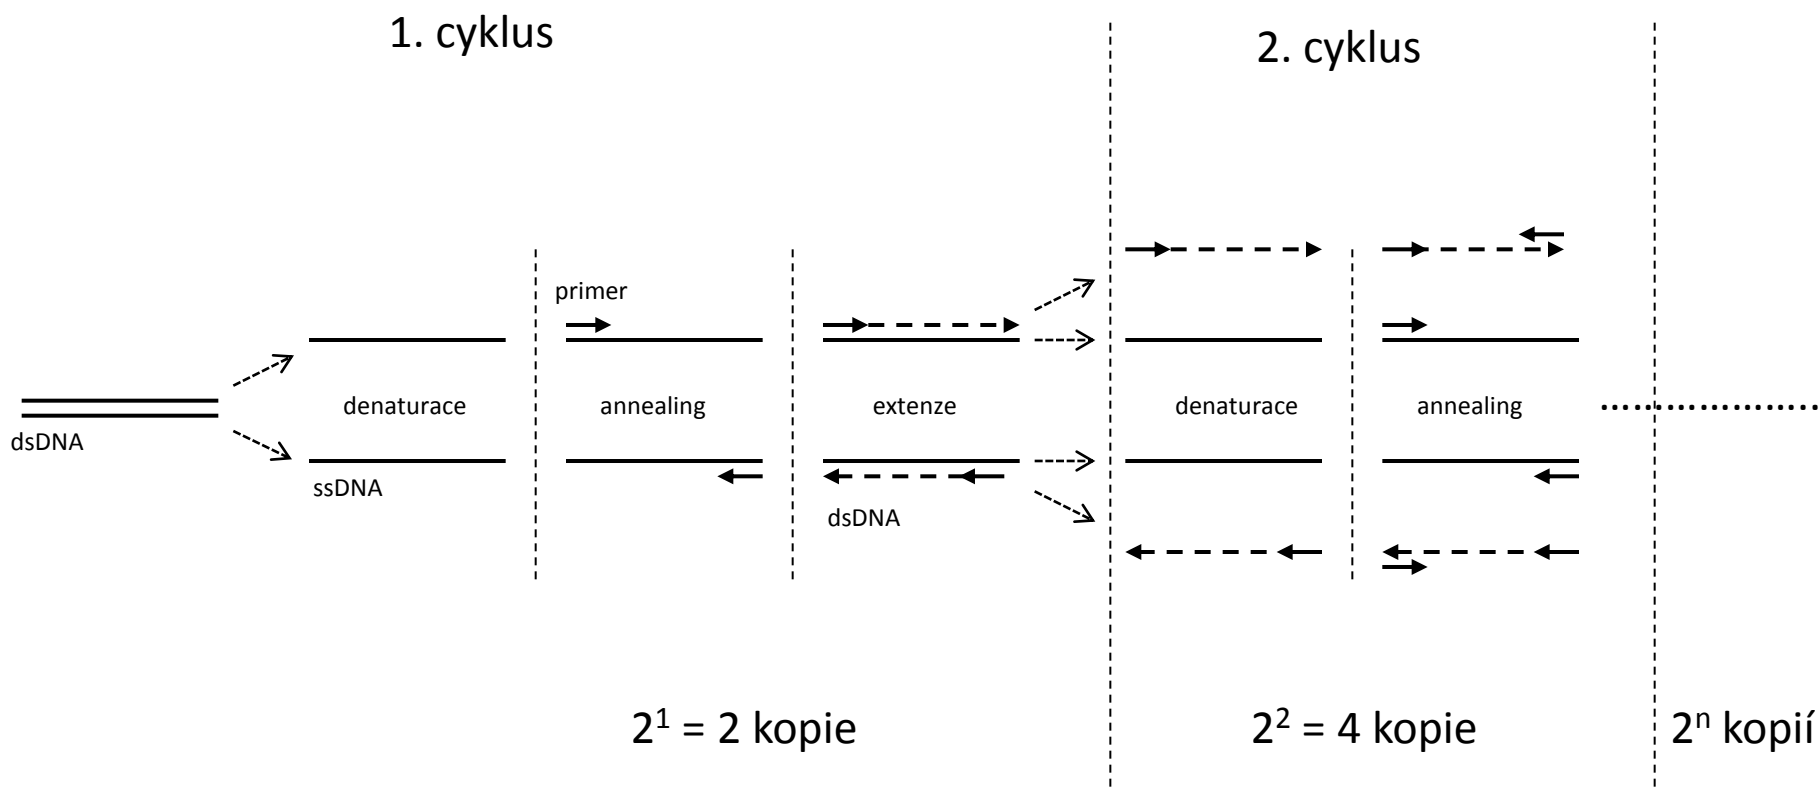 1. cyklus
2. cyklus
primer
denaturace
annealing
extenze
denaturace
annealing
dsDNA
ssDNA
dsDNA
2¹ = 2 kopie
2² = 4 kopie
2ⁿ kopií